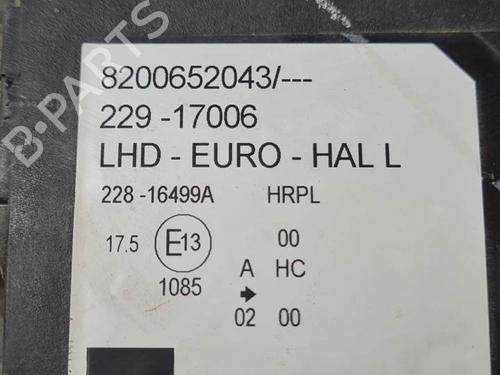 8200652043/---
229 -17006
LHD - EURO - HAL L
228 -16499A HRPL
17.5 E13 00
1085 A HC
02 00
B-PARTS